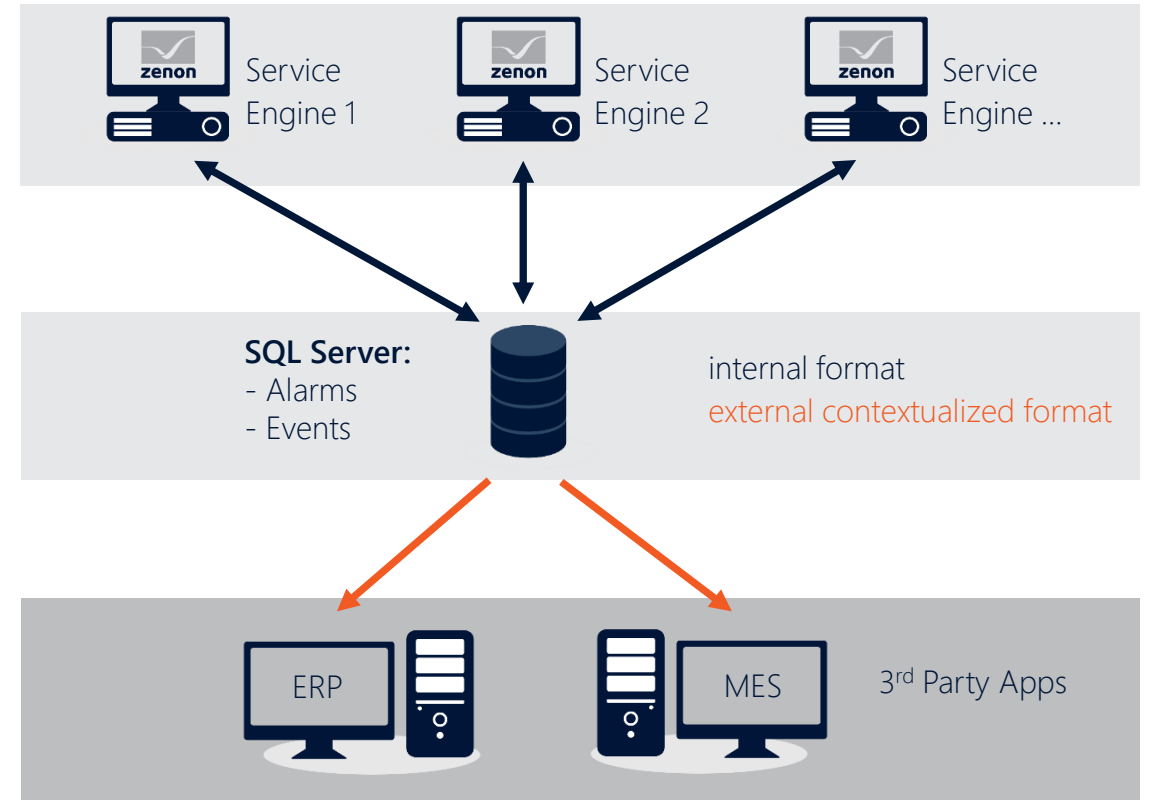 zenon
Service
Engine 1
zenon
Service
Engine 2
zenon
Service
Engine ...
SQL Server:
- Alarms
- Events
internal format
external contextualized format
ERP
MES
3rd Party Apps